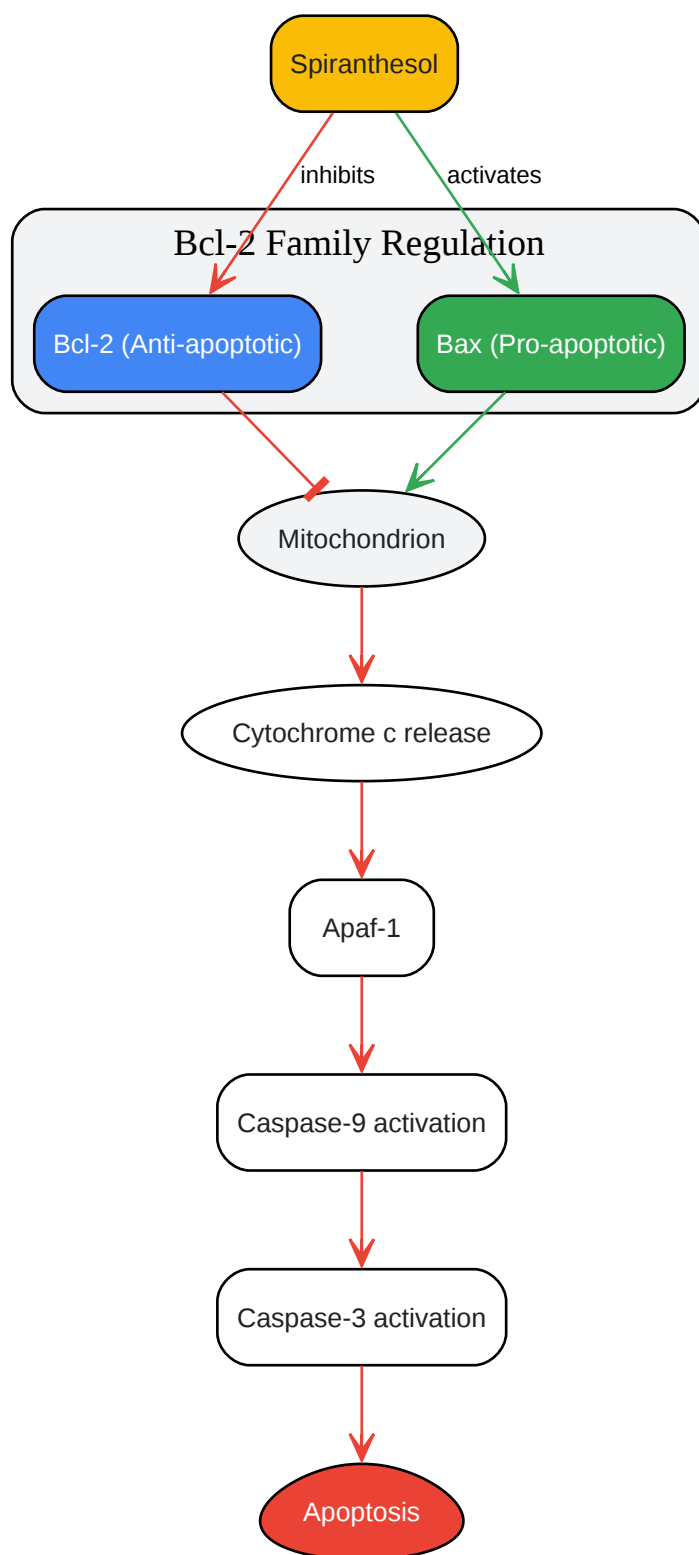 Spiranthesol
inhibits
activates
Bcl-2 Family Regulation
Bcl-2 (Anti-apoptotic)
Bax (Pro-apoptotic)
Mitochondrion
Cytochrome c release
Apaf-1
Caspase-9 activation
Caspase-3 activation
Apoptosis